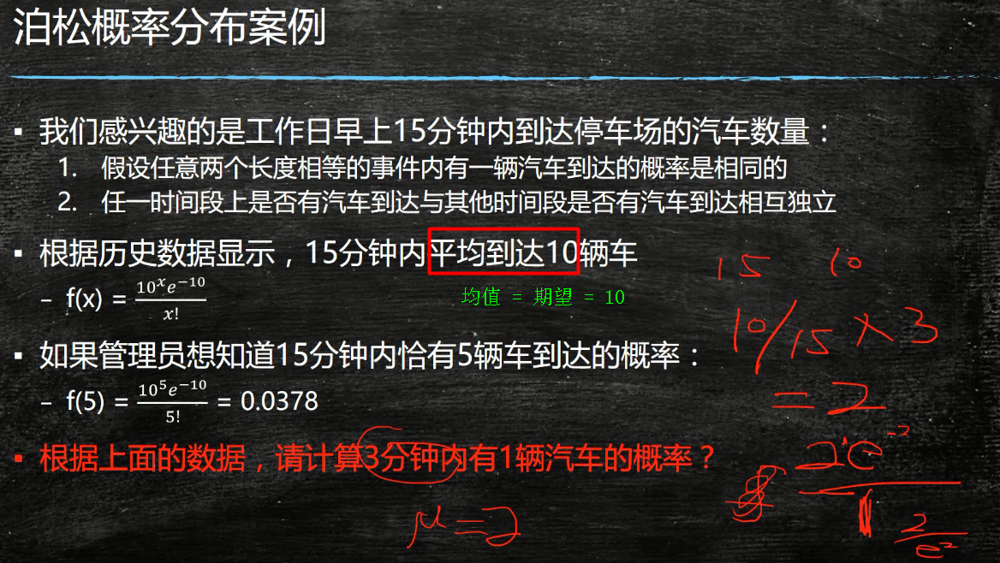 泊松概率分布案例
▪ 我们感兴趣的是工作日早上15分钟内到达停车场的汽车数量：
1. 假设任意两个长度相等的事件内有一辆汽车到达的概率是相同的
2. 任一时间段上是否有汽车到达与其他时间段是否有汽车到达相互独立
▪ 根据历史数据显示，15分钟内平均到达10辆车
– f(x) = 10^x e^-10 / x!
均值 = 期望 = 10
▪ 如果管理员想知道15分钟内恰有5辆车到达的概率：
– f(5) = 10^5 e^-10 / 5! = 0.0378
▪ 根据上面的数据，请计算3分钟内有1辆汽车的概率？
μ=2
15 10
10/15 × 3
= 2
2^1 e^-2 / 1
2/e^2